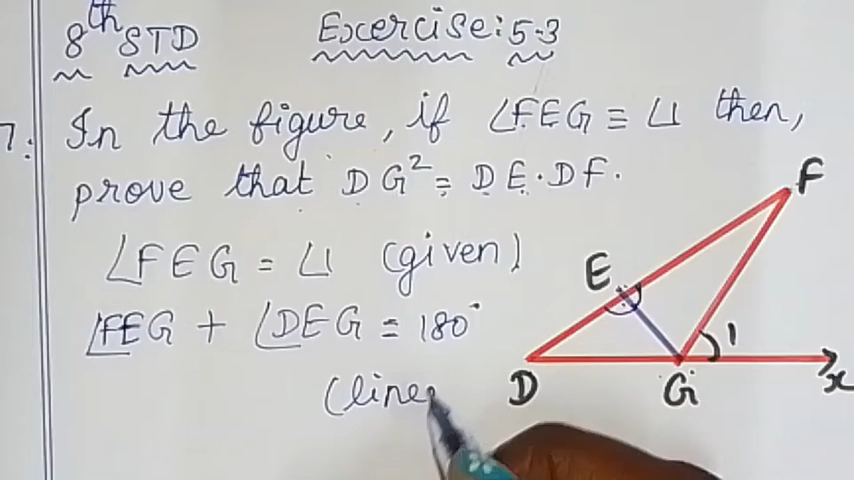 8th STD Exercise: 5.3
7. In the figure, if ∠FEG ≡ ∠1 then,
prove that DG² = DE·DF.
∠FEG = ∠1 (given)
∠FEG + ∠DEG = 180°
(line
F
E
1
D
G
x